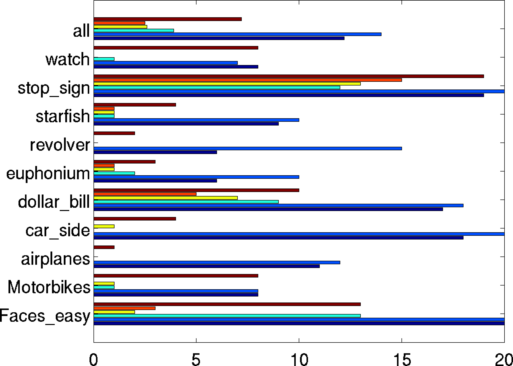 all
watch
stop_sign
starfish
revolver
euphonium
dollar_bill
car_side
airplanes
Motorbikes
Faces_easy
0 5 10 15 20